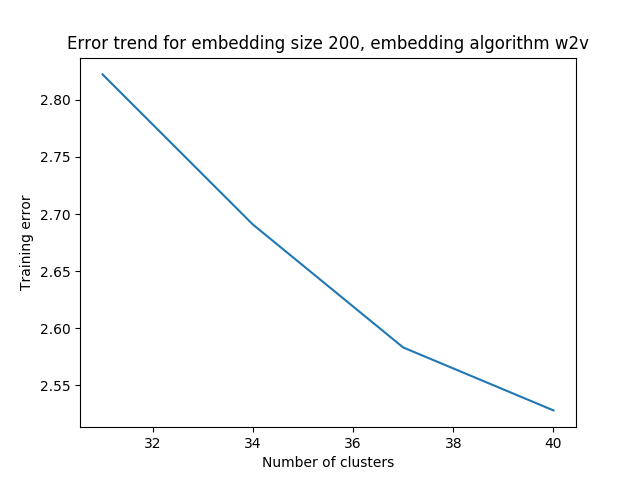 Error trend for embedding size 200, embedding algorithm w2v
2.80
2.75
2.70
2.65
2.60
2.55
Training error
32 34 36 38 40
Number of clusters